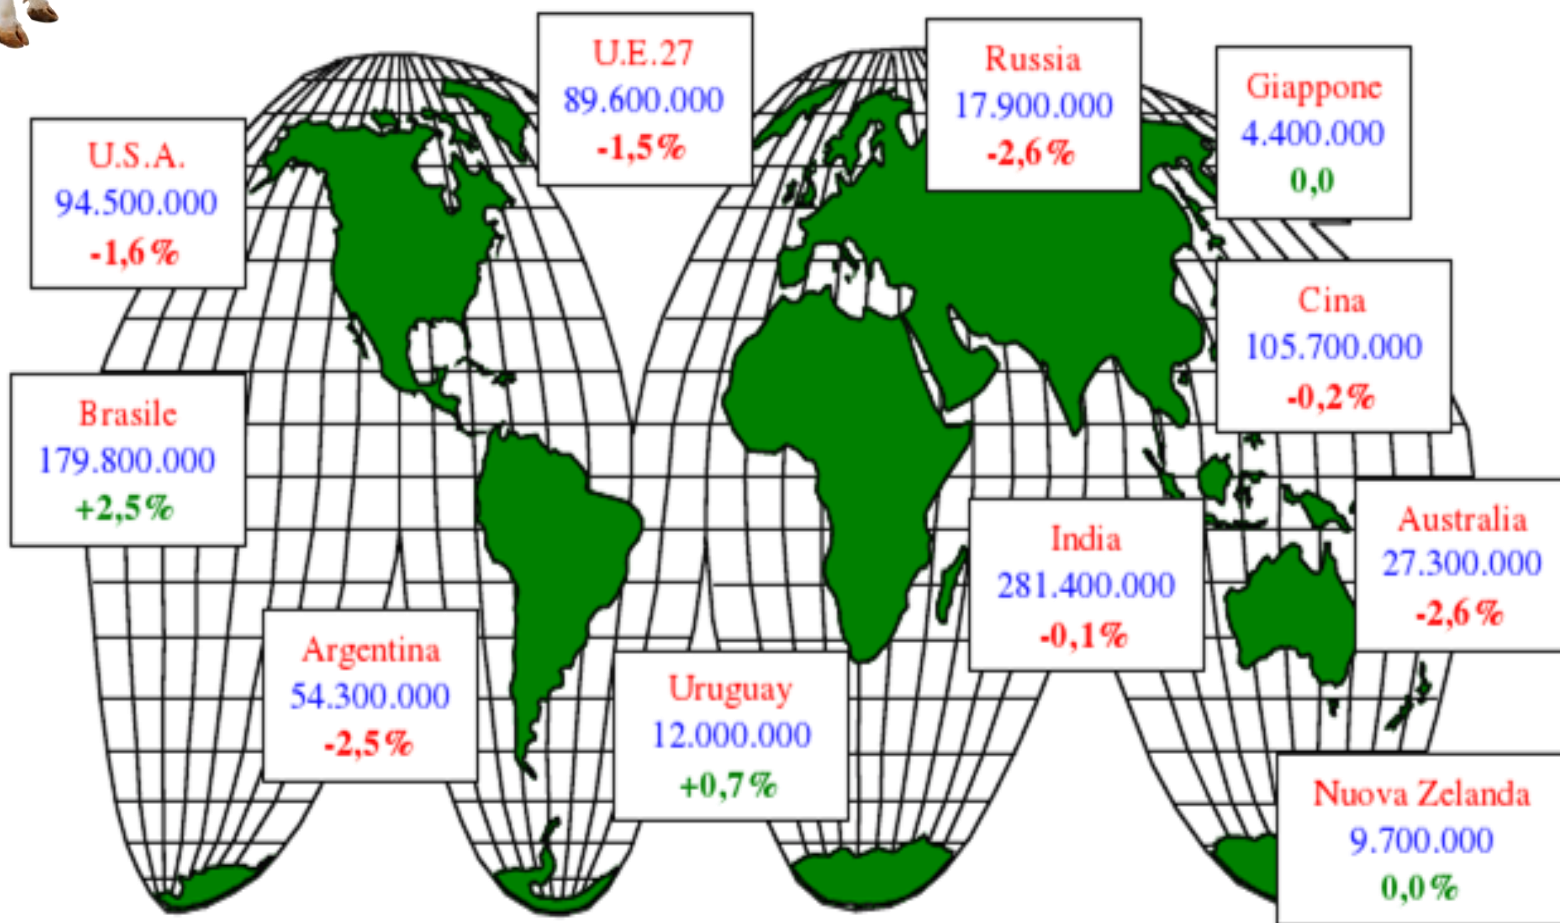 U.E.27
89.600.000
-1,5%
Russia
17.900.000
-2,6%
Giappone
4.400.000
0,0
U.S.A.
94.500.000
-1,6%
Cina
105.700.000
-0,2%
Brasile
179.800.000
+2,5%
Australia
27.300.000
-2,6%
India
281.400.000
-0,1%
Argentina
54.300.000
-2,5%
Uruguay
12.000.000
+0,7%
Nuova Zelanda
9.700.000
0,0%